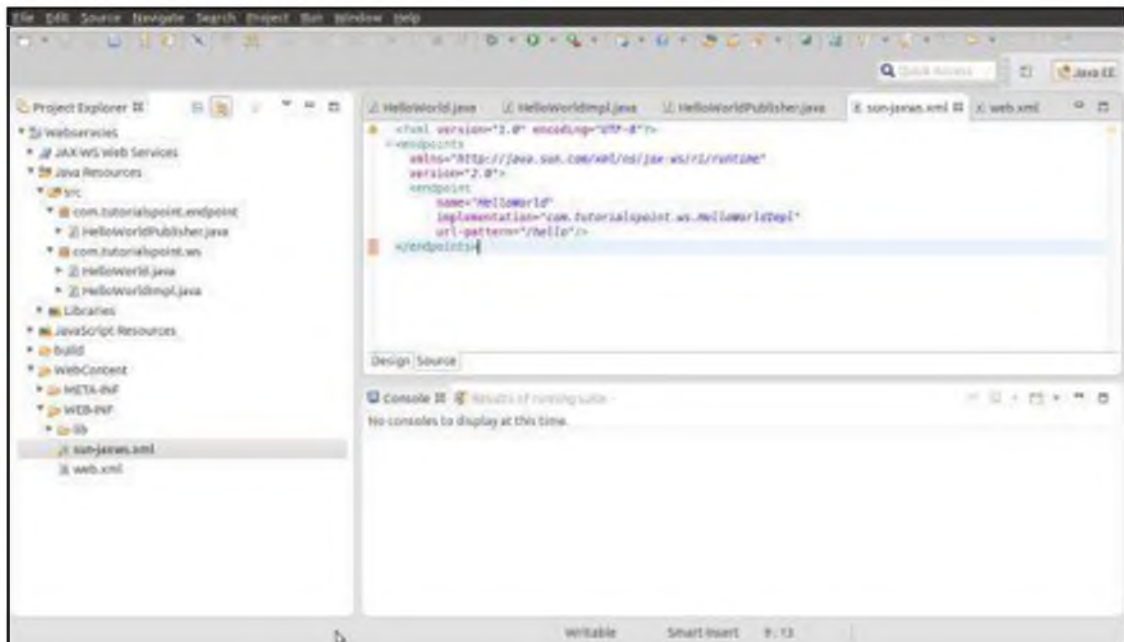 File Edit Source Navigate Search Project Run Window Help
Quick Access
Java EE
Project Explorer
Webservices
JAX-WS Web Services
Java Resources
src
com.tutorialspoint.endpoint
HelloWorldPublisher.java
com.tutorialspoint.ws
HelloWorld.java
HelloWorldImpl.java
Libraries
JavaScript Resources
build
WebContent
META-INF
WEB-INF
lib
sun-jaxws.xml
web.xml
HelloWorld.java HelloWorldImpl.java HelloWorldPublisher.java sun-jaxws.xml web.xml
<?xml version="1.0" encoding="UTF-8"?>
<endpoints
xmlns="http://java.sun.com/xml/ns/jax-ws/ri/runtime"
version="2.0">
<endpoint
name="HelloWorld"
implementation="com.tutorialspoint.ws.HelloWorldImpl"
url-pattern="/hello"/>
</endpoints>
Design Source
Console Results of running suite
No consoles to display at this time.
Writable Smart Insert 9 : 13